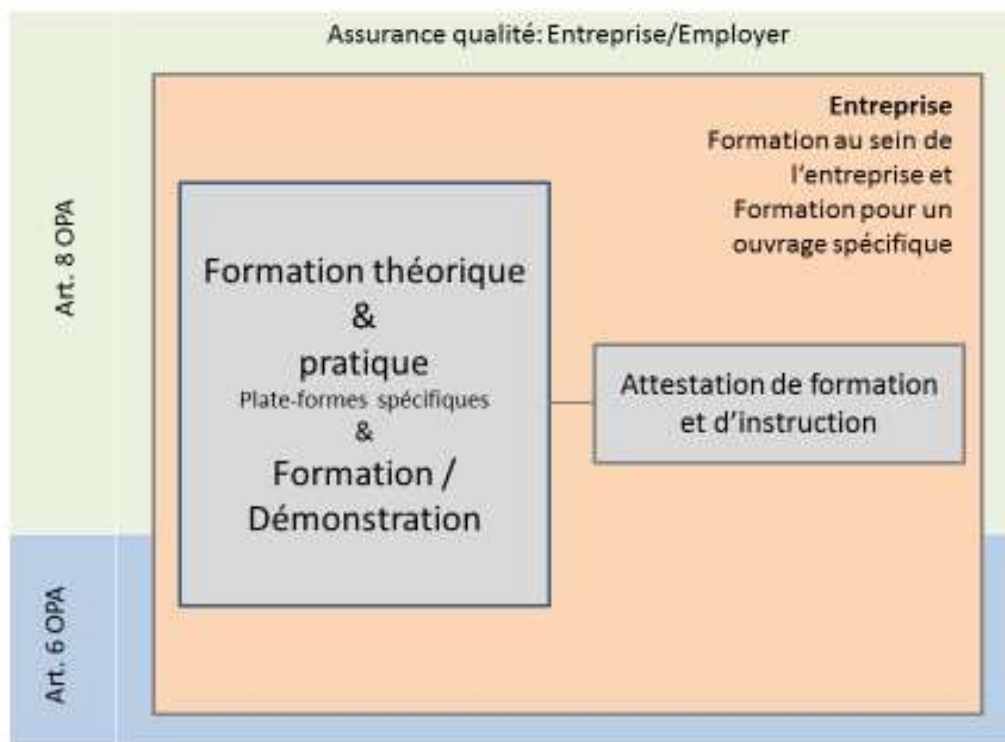 Assurance qualité: Entreprise/Employer
Entreprise
Formation au sein de
l'entreprise et
Formation pour un
ouvrage spécifique
Art. 8 OPA
Formation théorique
&
pratique
Plate-formes spécifiques
&
Formation /
Démonstration
Attestation de formation
et d'instruction
Art. 6 OPA